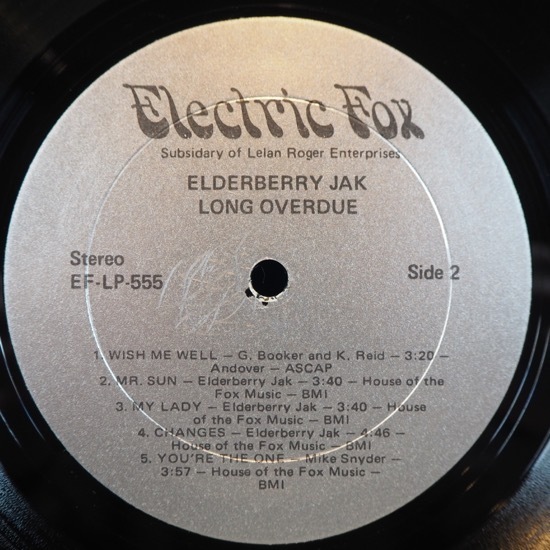 Electric Fox
Subsidary of Lelan Roger Enterprises
ELDERBERRY JAK
LONG OVERDUE
Stereo
EF-LP-555
Side 2
1. WISH ME WELL – G. Booker and K. Reid – 3:20 –
Andover – ASCAP
2. MR. SUN – Elderberry Jak – 3:40 – House of the
Fox Music – BMI
3. MY LADY – Elderberry Jak – 3:40 – House
of the Fox Music – BMI
4. CHANGES – Elderberry Jak – 4:46 –
House of the Fox Music – BMI
5. YOU'RE THE ONE – Mike Snyder –
3:57 – House of the Fox Music –
BMI